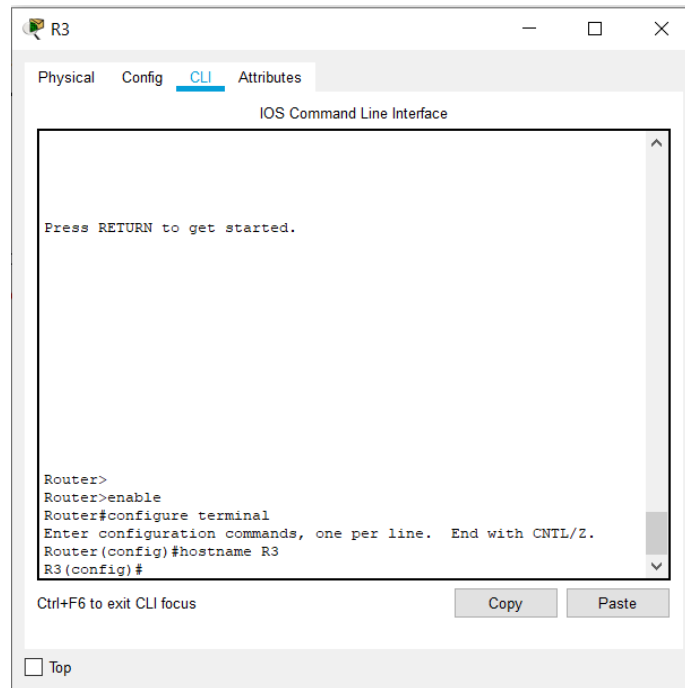 R3
Physical Config CLI Attributes
IOS Command Line Interface
Press RETURN to get started.
Router>
Router>enable
Router#configure terminal
Enter configuration commands, one per line.  End with CNTL/Z.
Router(config)#hostname R3
R3(config)#
Ctrl+F6 to exit CLI focus
Copy Paste
Top